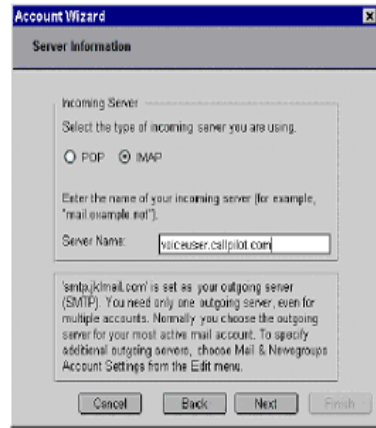 Account Wizard
Server Information
Incoming Server
Select the type of incoming server you are using.
POP IMAP
Enter the name of your incoming server (for example,
"mail.example.net").
Server Name: voiceuser.callpilot.com
'smtp.jklmail.com' is set as your outgoing server
(SMTP). You need only one outgoing server, even for
multiple accounts. Normally you choose the outgoing
server for your most active mail account. To specify
additional outgoing servers, choose Mail & Newsgroups
Account Settings from the Edit menu.
Cancel Back Next Finish